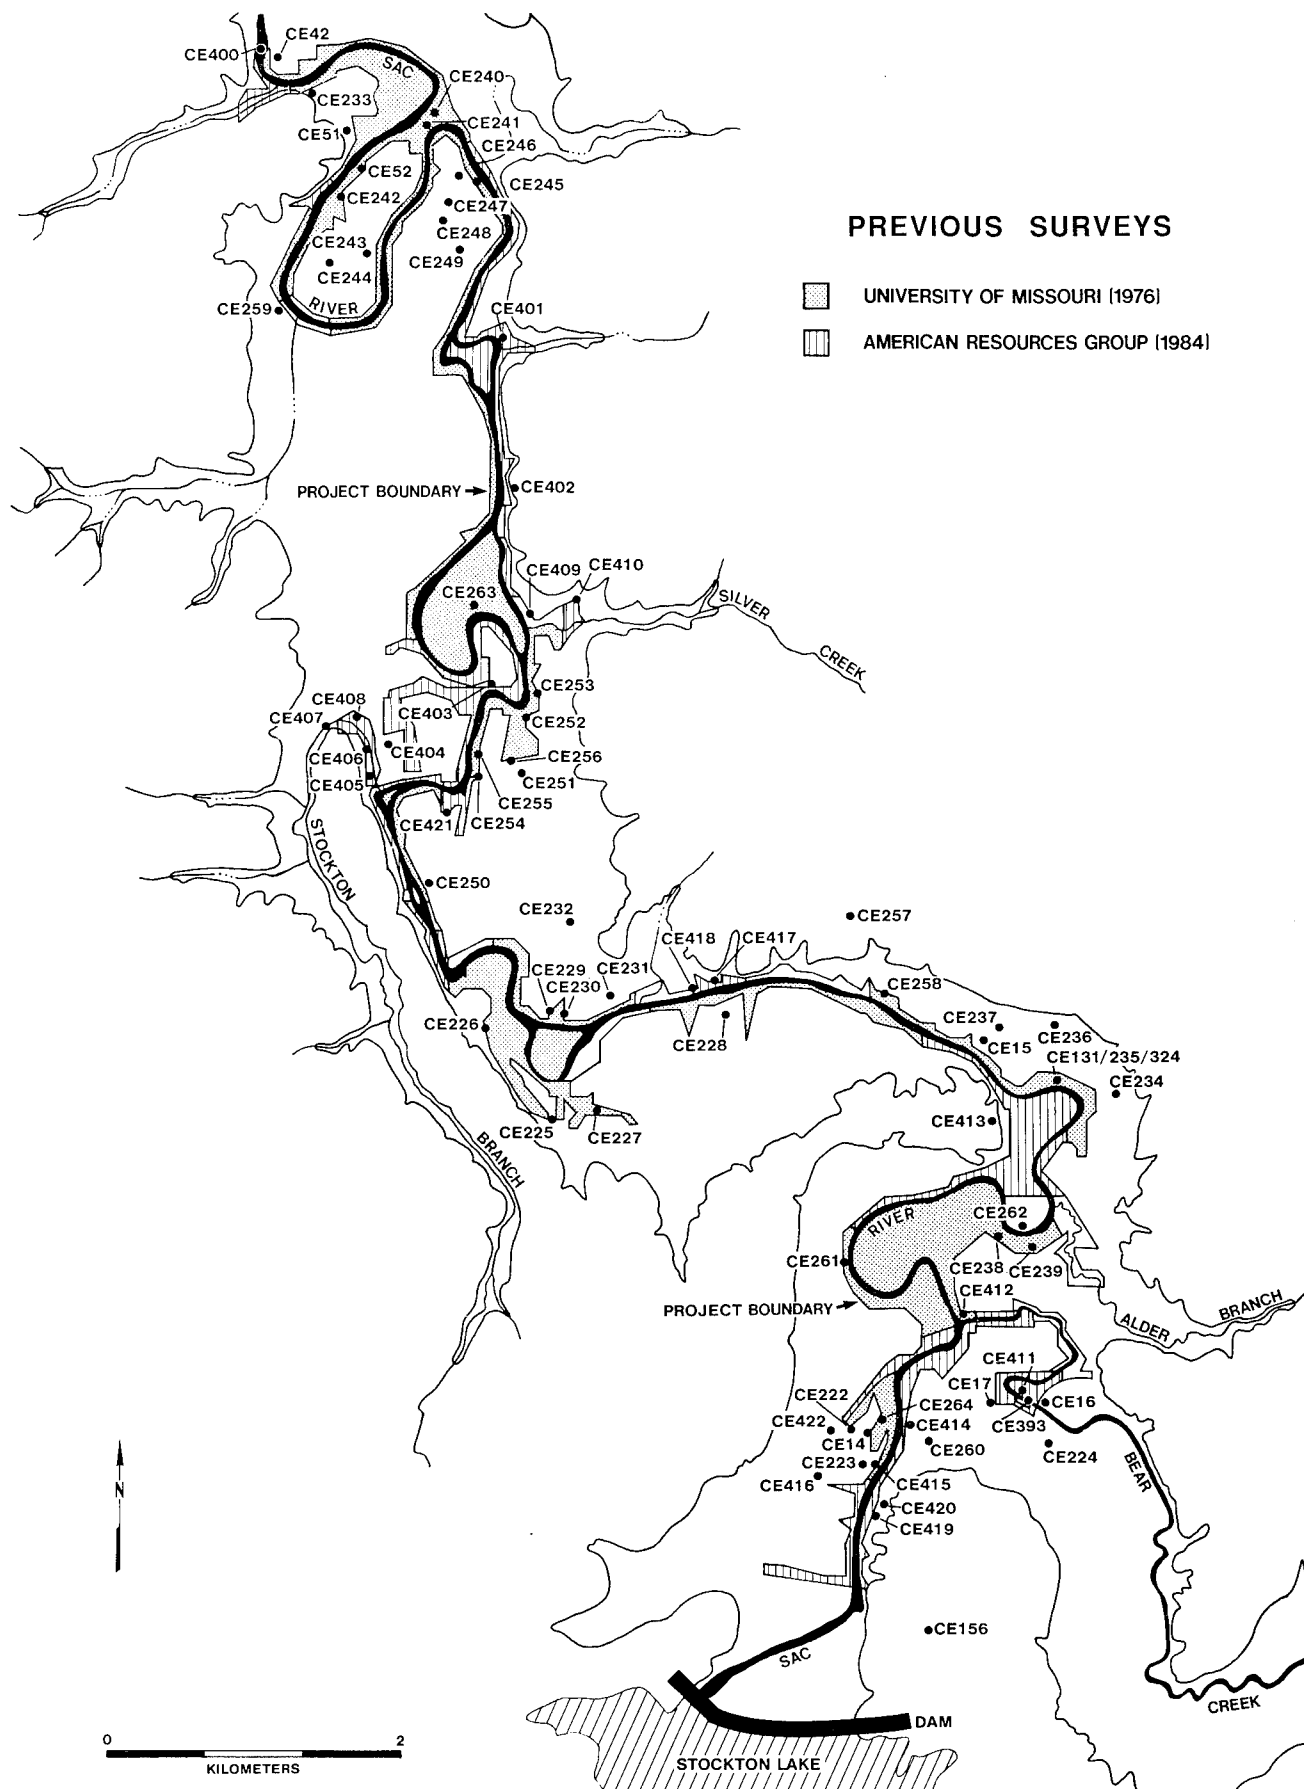 CE42
CE400
SAC
CE240
CE233
CE241
CE51
CE246
CE52
CE245
CE242
CE247
PREVIOUS SURVEYS
CE248
CE243
CE249
CE244
UNIVERSITY OF MISSOURI (1976)
RIVER
CE259
CE401
AMERICAN RESOURCES GROUP (1984)
PROJECT BOUNDARY
CE402
CE409
CE410
CE263
SILVER
CREEK
CE253
CE408
CE403
CE407
CE252
CE404
CE406
CE256
CE405
CE251
CE255
CE421
CE254
STOCKTON
CE250
CE232
CE257
CE418
CE417
CE229
CE231
CE230
CE258
CE226
CE237
CE236
CE228
CE15
CE131/235/324
CE234
CE225
CE227
CE413
BRANCH
RIVER
CE262
CE261
CE238
CE239
CE412
PROJECT BOUNDARY
BRANCH
ALDER
CE411
CE17
CE222
CE264
CE16
CE422
CE414
CE393
CE14
CE260
CE224
CE223
BEAR
CE416
CE415
CE420
CE419
N
CE156
SAC
CREEK
DAM
0
2
KILOMETERS
STOCKTON LAKE